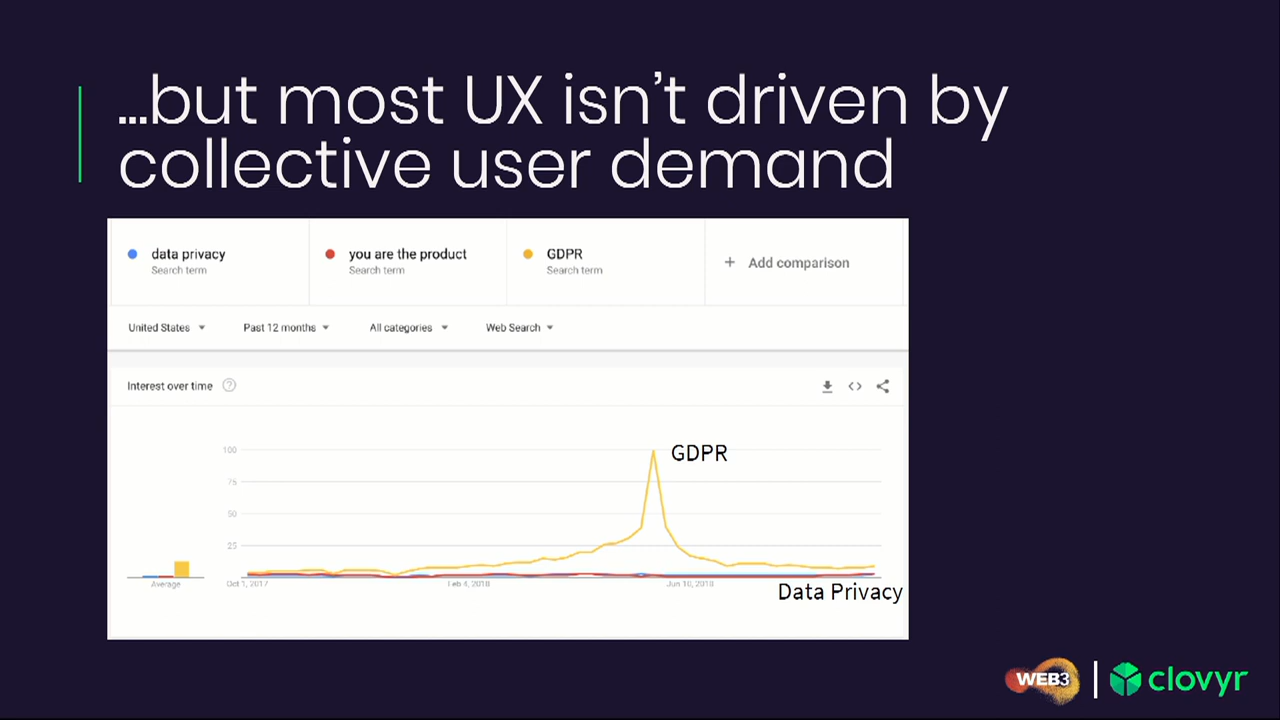 ...but most UX isn't driven by
collective user demand
data privacy
Search term
you are the product
Search term
GDPR
Search term
+ Add comparison
United States
Past 12 months
All categories
Web Search
Interest over time
100
75
50
25
GDPR
Average
Oct 1, 2017
Feb 4, 2018
Jun 10, 2018
Data Privacy
WEB3
clovyr